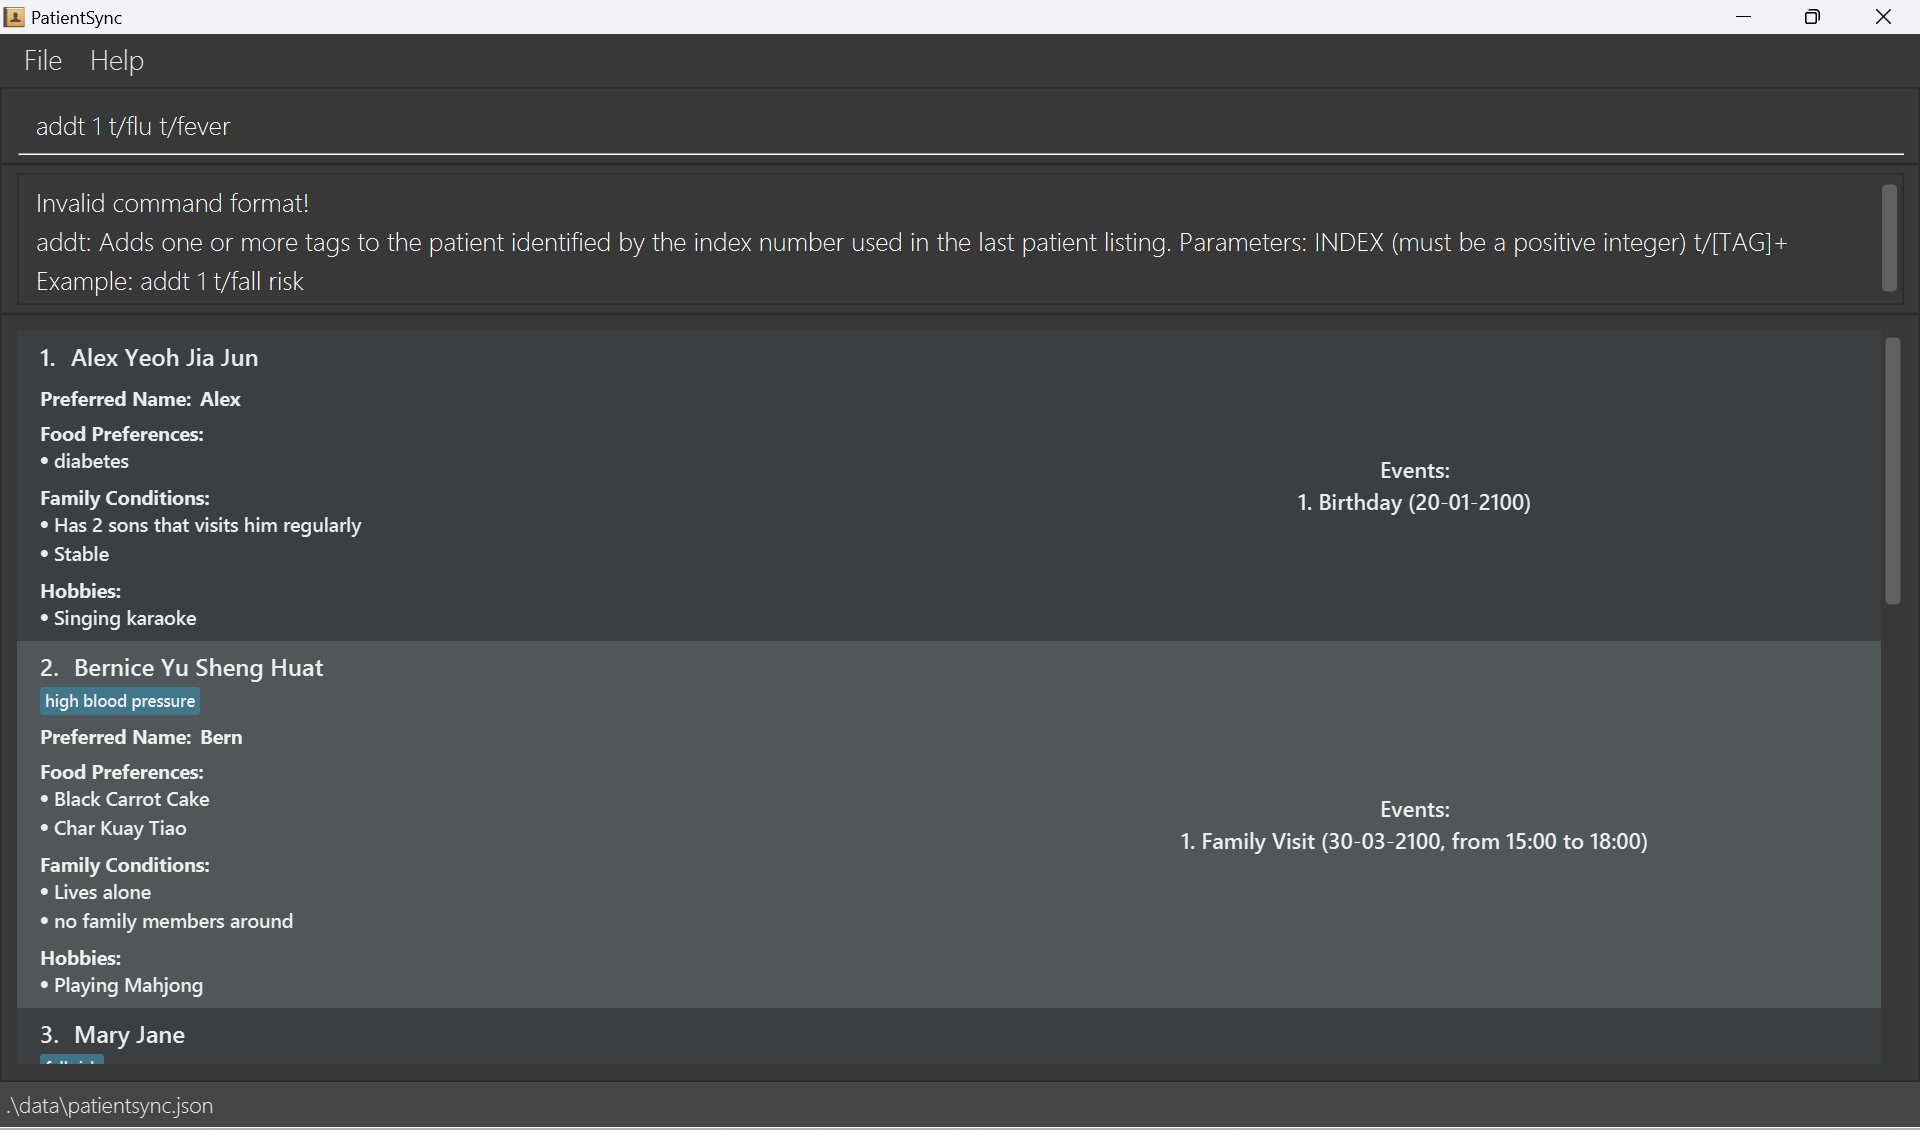 PatientSync
File Help
addt 1 t/flu t/fever
Invalid command format!
addt: Adds one or more tags to the patient identified by the index number used in the last patient listing. Parameters: INDEX (must be a positive integer) t/[TAG]+
Example: addt 1 t/fall risk
1. Alex Yeoh Jia Jun
Preferred Name: Alex
Food Preferences:
• diabetes
Family Conditions:
• Has 2 sons that visits him regularly
• Stable
Hobbies:
• Singing karaoke
Events:
1. Birthday (20-01-2100)
2. Bernice Yu Sheng Huat
high blood pressure
Preferred Name: Bern
Food Preferences:
• Black Carrot Cake
• Char Kuay Tiao
Family Conditions:
• Lives alone
• no family members around
Hobbies:
• Playing Mahjong
Events:
1. Family Visit (30-03-2100, from 15:00 to 18:00)
3. Mary Jane
.\data\patientsync.json